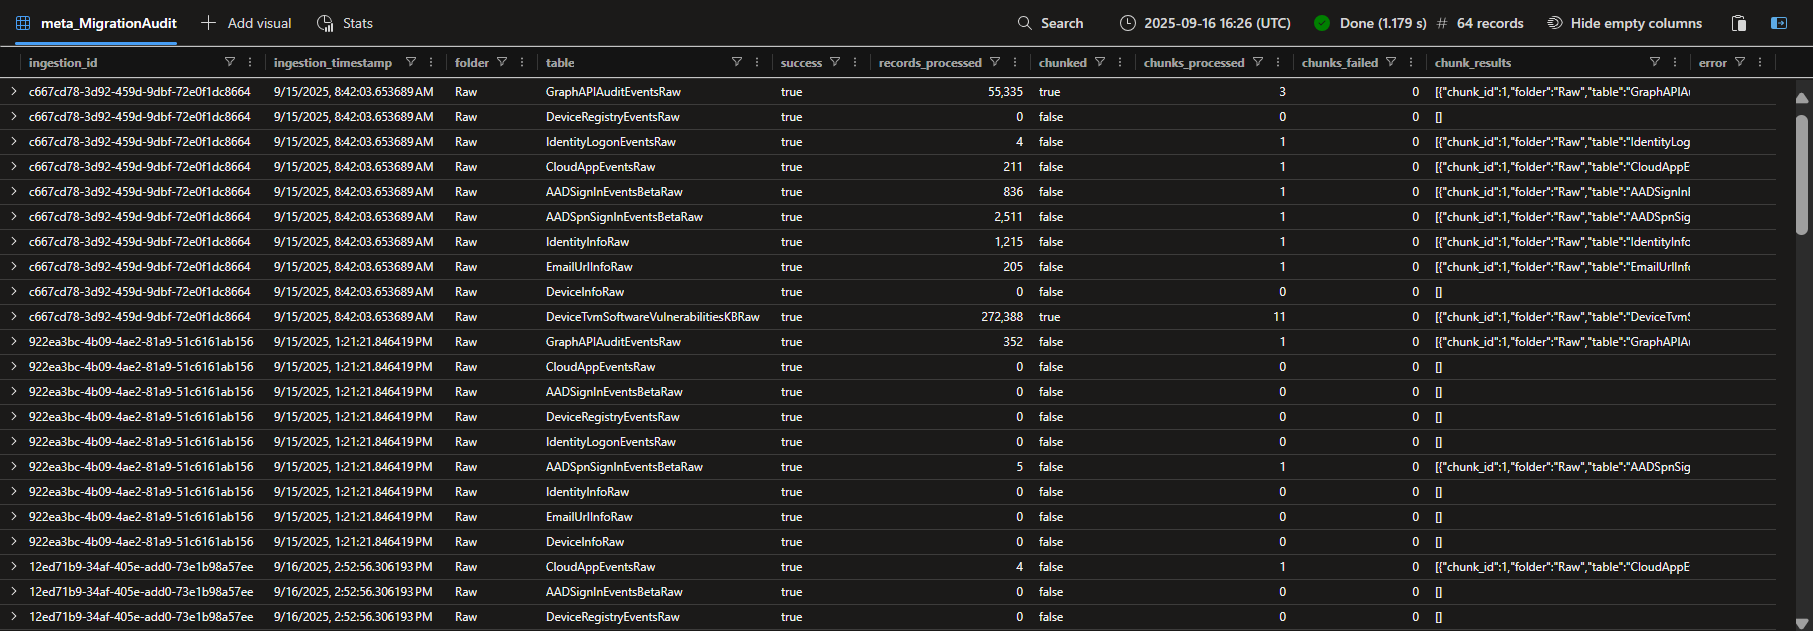 meta_MigrationAudit Add visual Stats Search 2025-09-16 16:26 (UTC) Done (1.179 s) # 64 records Hide empty columns
ingestion_id ingestion_timestamp folder table success records_processed chunked chunks_processed chunks_failed chunk_results error
c667cd78-3d92-459d-9dbf-72e0f1dc8664 9/15/2025, 8:42:03.653689 AM Raw GraphAPIAuditEventsRaw true 55,335 true 3 0 [{"chunk_id":1,"folder":"Raw","table":"GraphAPIAu
c667cd78-3d92-459d-9dbf-72e0f1dc8664 9/15/2025, 8:42:03.653689 AM Raw DeviceRegistryEventsRaw true 0 false 0 0 []
c667cd78-3d92-459d-9dbf-72e0f1dc8664 9/15/2025, 8:42:03.653689 AM Raw IdentityLogonEventsRaw true 4 false 1 0 [{"chunk_id":1,"folder":"Raw","table":"IdentityLog
c667cd78-3d92-459d-9dbf-72e0f1dc8664 9/15/2025, 8:42:03.653689 AM Raw CloudAppEventsRaw true 211 false 1 0 [{"chunk_id":1,"folder":"Raw","table":"CloudAppE
c667cd78-3d92-459d-9dbf-72e0f1dc8664 9/15/2025, 8:42:03.653689 AM Raw AADSignInEventsBetaRaw true 836 false 1 0 [{"chunk_id":1,"folder":"Raw","table":"AADSignInI
c667cd78-3d92-459d-9dbf-72e0f1dc8664 9/15/2025, 8:42:03.653689 AM Raw AADSpnSignInEventsBetaRaw true 2,511 false 1 0 [{"chunk_id":1,"folder":"Raw","table":"AADSpnSig
c667cd78-3d92-459d-9dbf-72e0f1dc8664 9/15/2025, 8:42:03.653689 AM Raw IdentityInfoRaw true 1,215 false 1 0 [{"chunk_id":1,"folder":"Raw","table":"IdentityInfo
c667cd78-3d92-459d-9dbf-72e0f1dc8664 9/15/2025, 8:42:03.653689 AM Raw EmailUrlInfoRaw true 205 false 1 0 [{"chunk_id":1,"folder":"Raw","table":"EmailUrlInfo
c667cd78-3d92-459d-9dbf-72e0f1dc8664 9/15/2025, 8:42:03.653689 AM Raw DeviceInfoRaw true 0 false 0 0 []
c667cd78-3d92-459d-9dbf-72e0f1dc8664 9/15/2025, 8:42:03.653689 AM Raw DeviceTvmSoftwareVulnerabilitiesKBRaw true 272,388 true 11 0 [{"chunk_id":1,"folder":"Raw","table":"DeviceTvmS
922ea3bc-4b09-4ae2-81a9-51c6161ab156 9/15/2025, 1:21:21.846419 PM Raw GraphAPIAuditEventsRaw true 352 false 1 0 [{"chunk_id":1,"folder":"Raw","table":"GraphAPIAu
922ea3bc-4b09-4ae2-81a9-51c6161ab156 9/15/2025, 1:21:21.846419 PM Raw CloudAppEventsRaw true 0 false 0 0 []
922ea3bc-4b09-4ae2-81a9-51c6161ab156 9/15/2025, 1:21:21.846419 PM Raw AADSignInEventsBetaRaw true 0 false 0 0 []
922ea3bc-4b09-4ae2-81a9-51c6161ab156 9/15/2025, 1:21:21.846419 PM Raw DeviceRegistryEventsRaw true 0 false 0 0 []
922ea3bc-4b09-4ae2-81a9-51c6161ab156 9/15/2025, 1:21:21.846419 PM Raw IdentityLogonEventsRaw true 0 false 0 0 []
922ea3bc-4b09-4ae2-81a9-51c6161ab156 9/15/2025, 1:21:21.846419 PM Raw AADSpnSignInEventsBetaRaw true 5 false 1 0 [{"chunk_id":1,"folder":"Raw","table":"AADSpnSig
922ea3bc-4b09-4ae2-81a9-51c6161ab156 9/15/2025, 1:21:21.846419 PM Raw IdentityInfoRaw true 0 false 0 0 []
922ea3bc-4b09-4ae2-81a9-51c6161ab156 9/15/2025, 1:21:21.846419 PM Raw EmailUrlInfoRaw true 0 false 0 0 []
922ea3bc-4b09-4ae2-81a9-51c6161ab156 9/15/2025, 1:21:21.846419 PM Raw DeviceInfoRaw true 0 false 0 0 []
12ed71b9-34af-405e-add0-73e1b98a57ee 9/16/2025, 2:52:56.306193 PM Raw CloudAppEventsRaw true 4 false 1 0 [{"chunk_id":1,"folder":"Raw","table":"CloudAppE
12ed71b9-34af-405e-add0-73e1b98a57ee 9/16/2025, 2:52:56.306193 PM Raw AADSignInEventsBetaRaw true 0 false 0 0 []
12ed71b9-34af-405e-add0-73e1b98a57ee 9/16/2025, 2:52:56.306193 PM Raw DeviceRegistryEventsRaw true 0 false 0 0 []